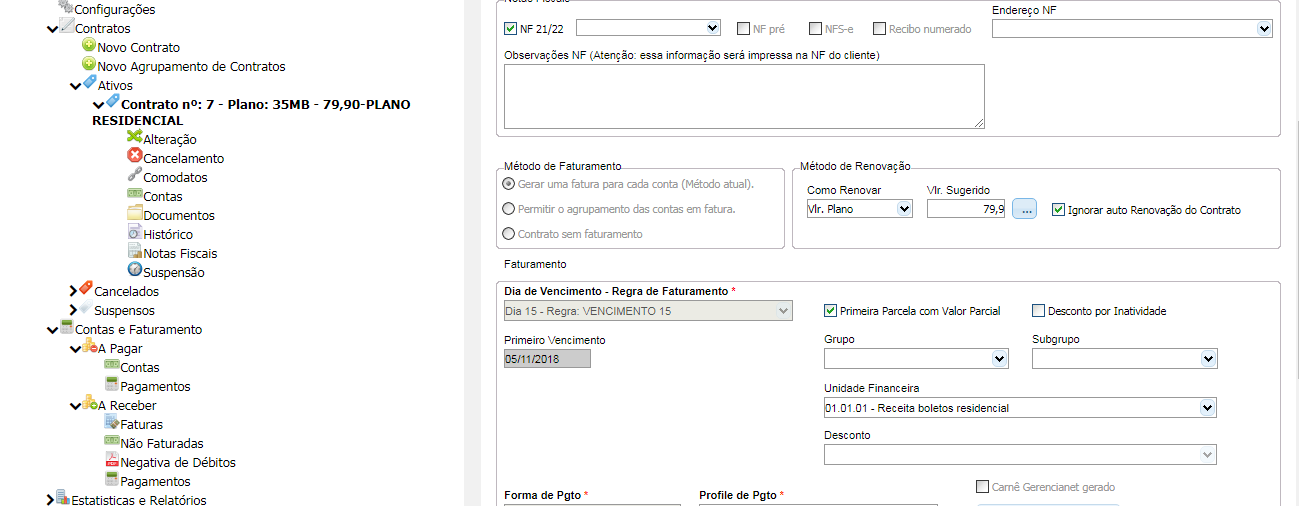 Configurações
Contratos
Novo Contrato
Novo Agrupamento de Contratos
Ativos
Contrato nº: 7 - Plano: 35MB - 79,90-PLANO
RESIDENCIAL
Alteração
Cancelamento
Comodatos
Contas
Documentos
Histórico
Notas Fiscais
Suspensão
Cancelados
Suspensos
Contas e Faturamento
A Pagar
Contas
Pagamentos
A Receber
Faturas
Não Faturadas
Negativa de Débitos
Pagamentos
Estatisticas e Relatórios
Notas Fiscais
NF 21/22
NF pré
NFS-e
Recibo numerado
Endereço NF
Observações NF (Atenção: essa informação será impressa na NF do cliente)
Método de Faturamento
Gerar uma fatura para cada conta (Método atual).
Permitir o agrupamento das contas em fatura.
Contrato sem faturamento
Método de Renovação
Como Renovar
Vlr. Sugerido
Vlr. Plano
79,9
...
Ignorar auto Renovação do Contrato
Faturamento
Dia de Vencimento - Regra de Faturamento *
Dia 15 - Regra: VENCIMENTO 15
Primeira Parcela com Valor Parcial
Desconto por Inatividade
Primeiro Vencimento
05/11/2018
Grupo
Subgrupo
Unidade Financeira
01.01.01 - Receita boletos residencial
Desconto
Carnê Gerencianet gerado
Forma de Pgto *
Profile de Pgto *